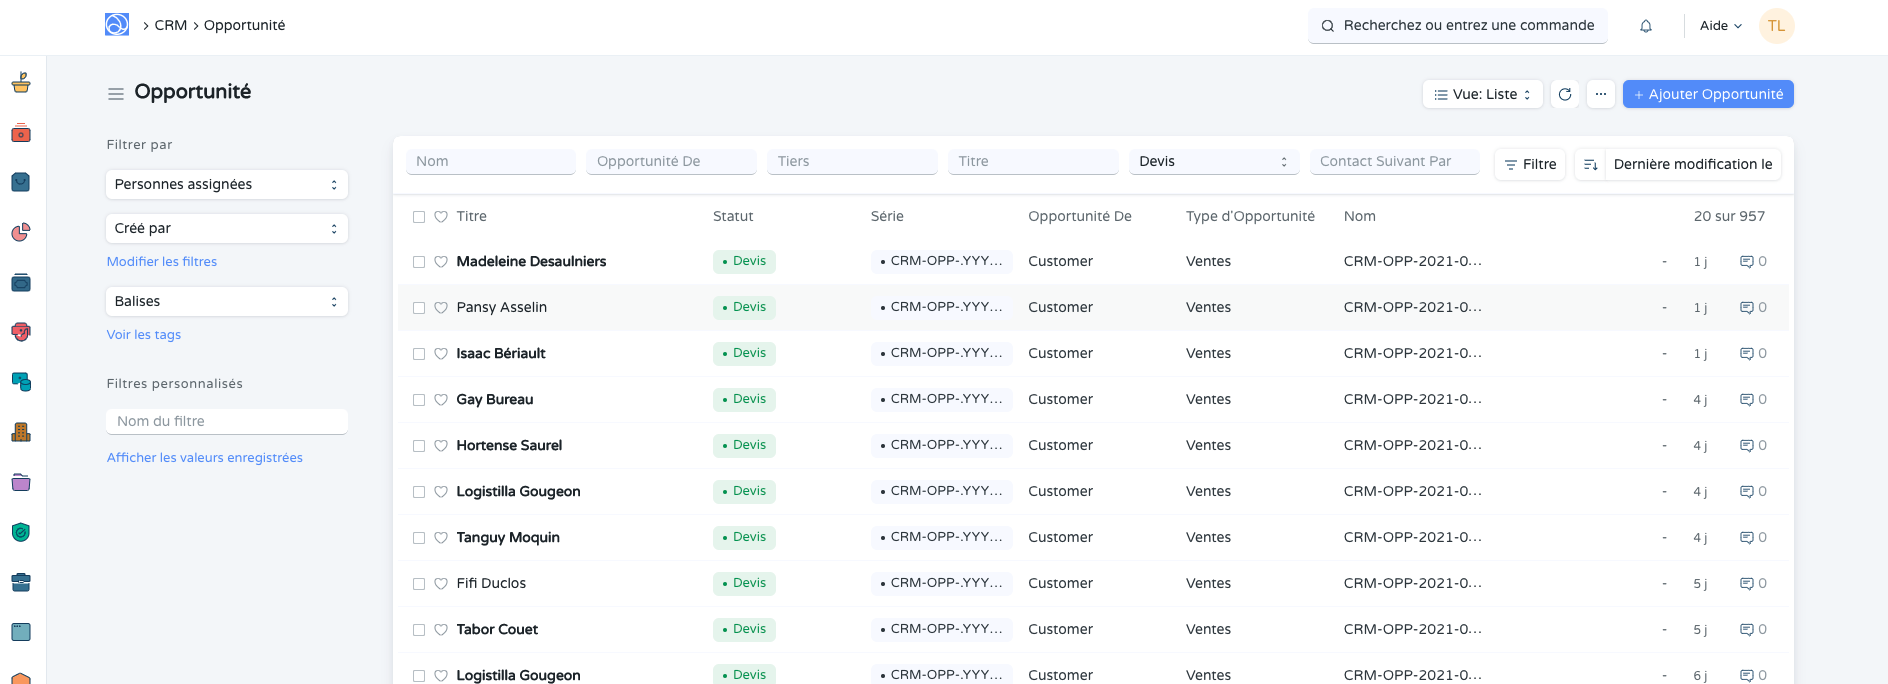 CRM Opportunité
Recherchez ou entrez une commande
Aide
TL
Opportunité
Vue: Liste
...
+ Ajouter Opportunité
Filtrer par
Personnes assignées
Créé par
Modifier les filtres
Balises
Voir les tags
Filtres personnalisés
Nom du filtre
Afficher les valeurs enregistrées
Nom Opportunité De Tiers Titre Devis Contact Suivant Par Filtre Dernière modification le
Titre Statut Série Opportunité De Type d'Opportunité Nom 20 sur 957
Madeleine Desaulniers Devis CRM-OPP-.YYY... Customer Ventes CRM-OPP-2021-0... - 1 j 0
Pansy Asselin Devis CRM-OPP-.YYY... Customer Ventes CRM-OPP-2021-0... - 1 j 0
Isaac Bériault Devis CRM-OPP-.YYY... Customer Ventes CRM-OPP-2021-0... - 1 j 0
Gay Bureau Devis CRM-OPP-.YYY... Customer Ventes CRM-OPP-2021-0... - 4 j 0
Hortense Saurel Devis CRM-OPP-.YYY... Customer Ventes CRM-OPP-2021-0... - 4 j 0
Logistilla Gougeon Devis CRM-OPP-.YYY... Customer Ventes CRM-OPP-2021-0... - 4 j 0
Tanguy Moquin Devis CRM-OPP-.YYY... Customer Ventes CRM-OPP-2021-0... - 4 j 0
Fifi Duclos Devis CRM-OPP-.YYY... Customer Ventes CRM-OPP-2021-0... - 5 j 0
Tabor Couet Devis CRM-OPP-.YYY... Customer Ventes CRM-OPP-2021-0... - 5 j 0
Logistilla Gougeon Devis CRM-OPP-.YYY... Customer Ventes CRM-OPP-2021-0... - 6 j 0